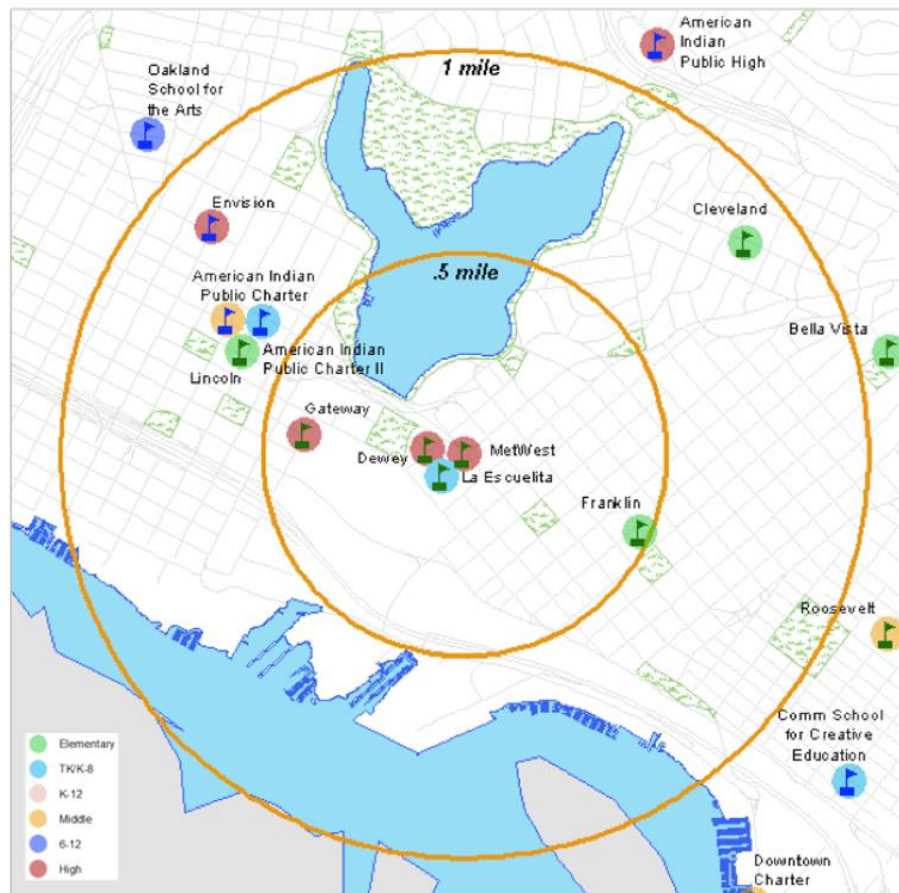 American
Indian
Public High
1 mile
Oakland
School for
the Arts
Envision
Cleveland
.5 mile
American Indian
Public Charter
Bella Vista
American Indian
Public Charter II
Lincoln
Gateway
Dewey
MetWest
La Escuelita
Franklin
Roosevelt
Comm School
for Creative
Education
Elementary
TK/K-8
K-12
Middle
6-12
High
Downtown
Charter